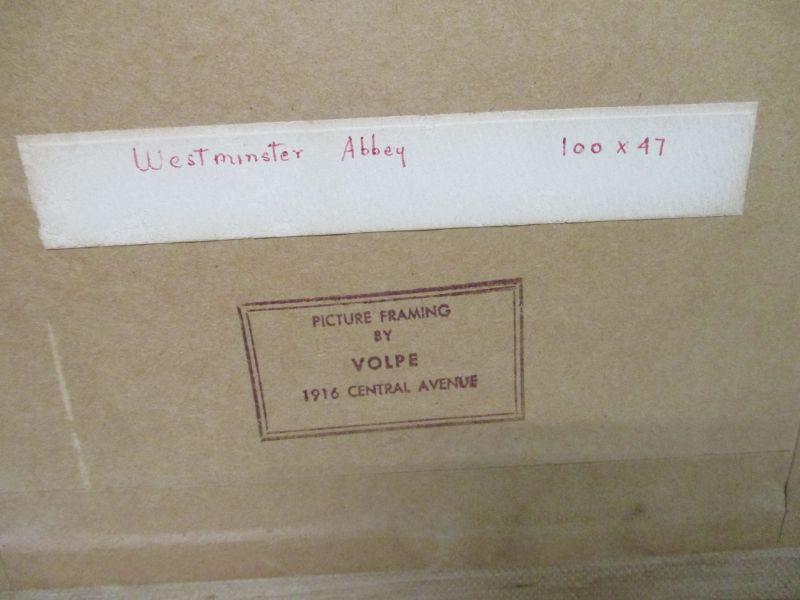 Westminster Abbey 100 x 47
PICTURE FRAMING
BY
VOLPE
1916 CENTRAL AVENUE